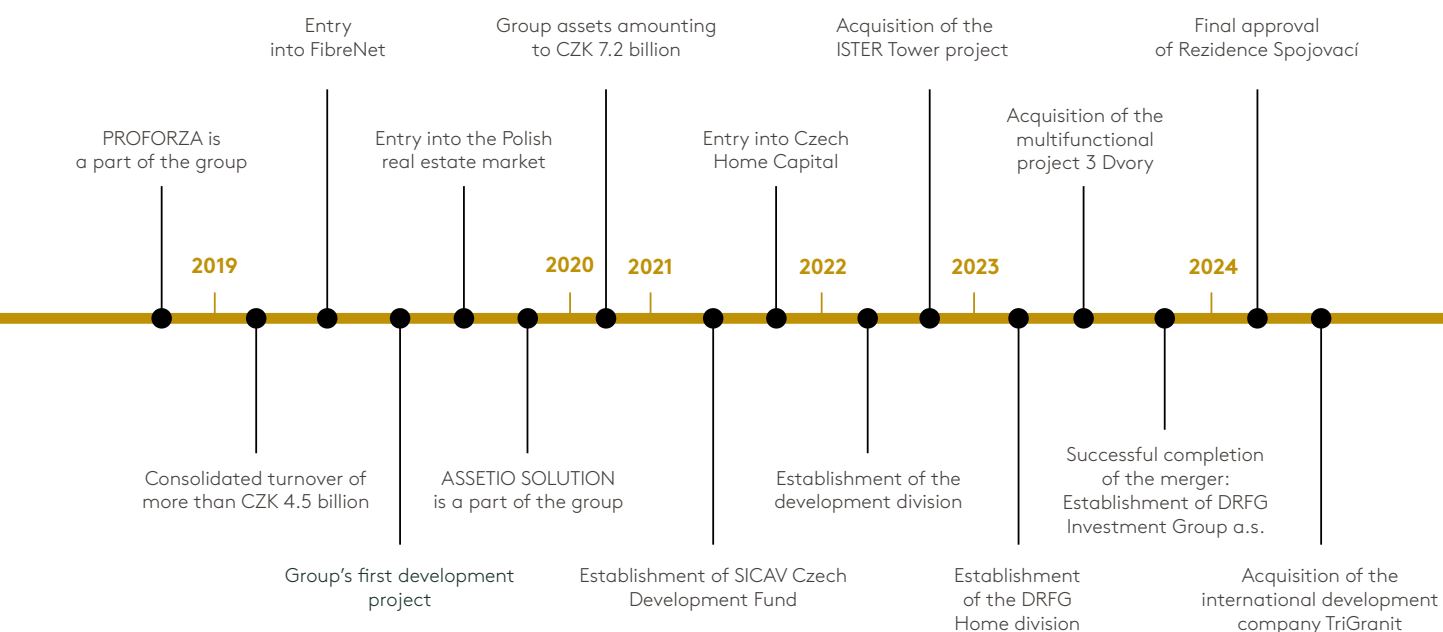 Entry
into FibreNet
Group assets amounting
to CZK 7.2 billion
Acquisition of the
ISTER Tower project
Final approval
of Rezidence Spojovací
PROFORZA is
a part of the group
Entry into the Polish
real estate market
Entry into Czech
Home Capital
Acquisition of the
multifunctional
project 3 Dvory
2019
2020
2021
2022
2023
2024
Consolidated turnover of
more than CZK 4.5 billion
ASSETIO SOLUTION
is a part of the group
Establishment of the
development division
Successful completion
of the merger:
Establishment of DRFG
Investment Group a.s.
Group’s first development
project
Establishment of SICAV Czech
Development Fund
Establishment
of the DRFG
Home division
Acquisition of the
international development
company TriGranit